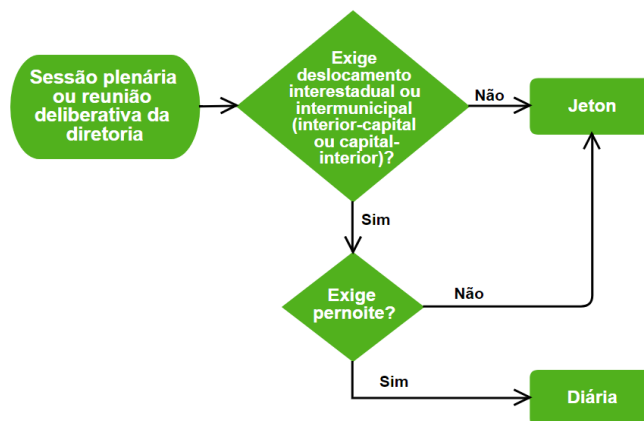 Sessão plenária
ou reunião
deliberativa da
diretoria
Exige
deslocamento
interestadual ou
intermunicipal
(interior-capital
ou capital-
interior)?
Não
Jeton
Sim
Exige
pernoite?
Não
Sim
Diária